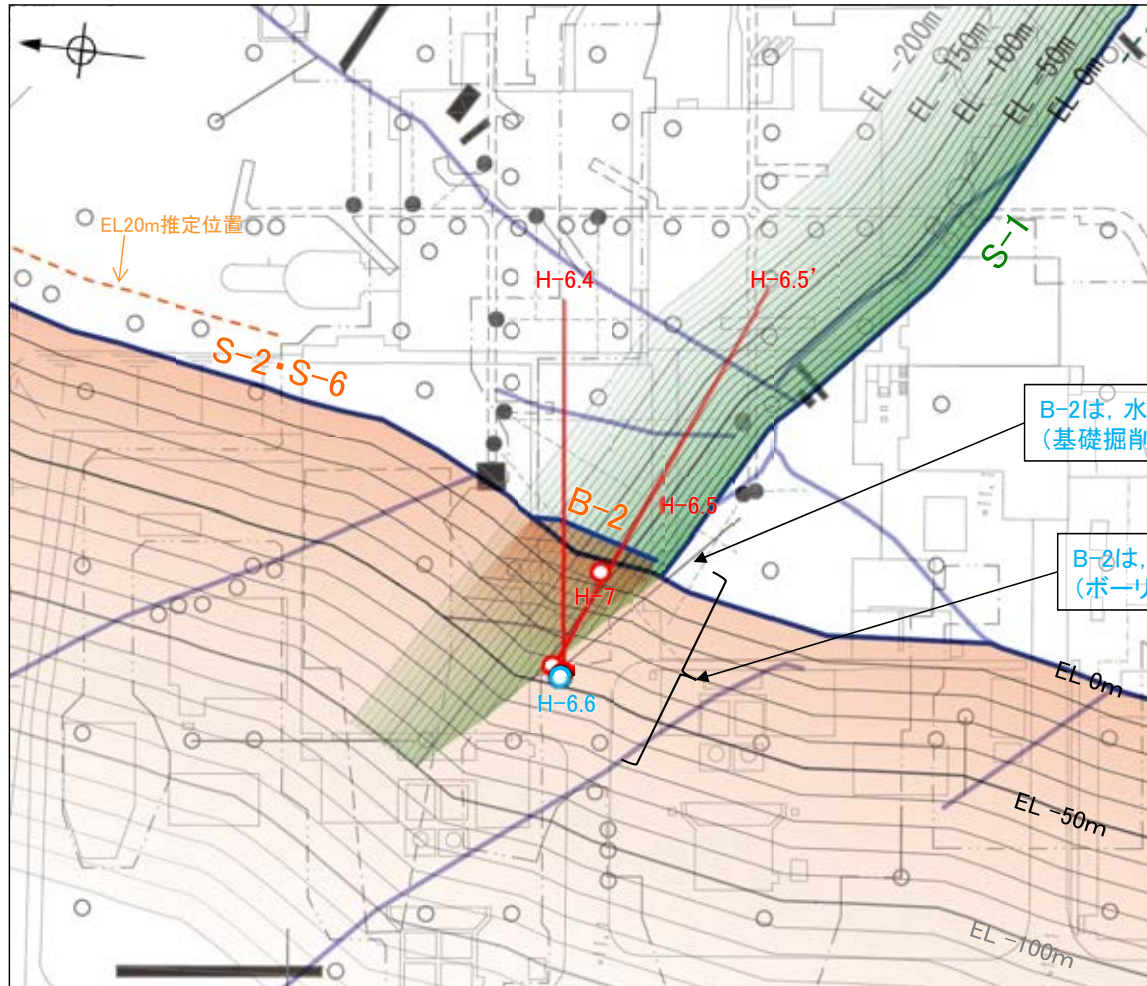 EL -200m
EL -150m
EL -100m
EL -50m
EL 0m
S-1
EL20m推定位置
H-6.4
H-6.5’
S-2・S-6
B-2は, 水
(基礎掘削
B-2
H-6.5
B-2は,
(ボーリ
H-7
H-6.6
EL 0m
EL -50m
EL -100m